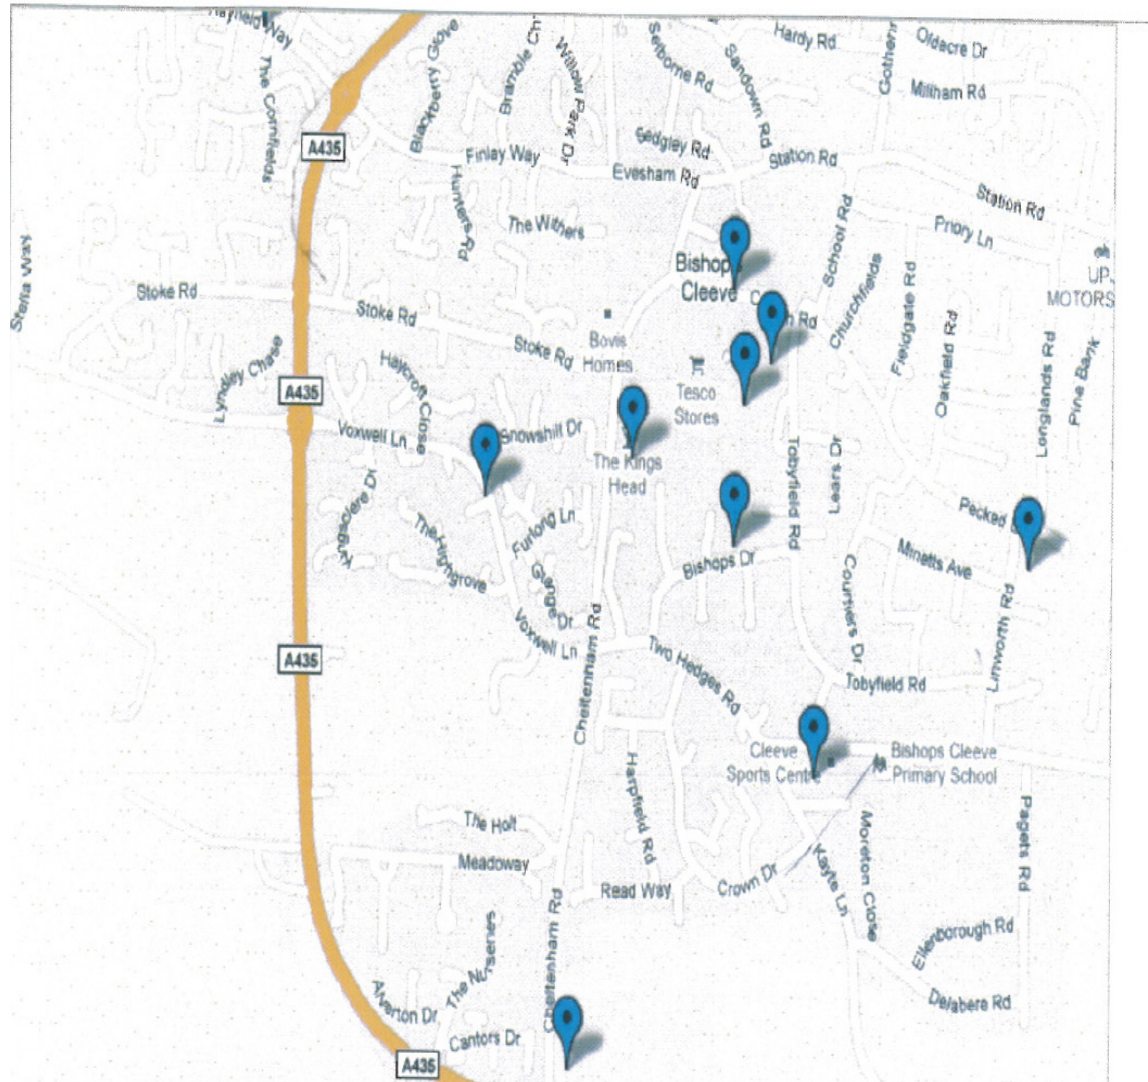 Hardy Rd
Oldacre Dr
The Cornfields
Blackberry Glove
Willow Park Dr
Selborne Rd
Sandown Rd
Millham Rd
A435
Finlay Way
Sedgley Rd
Station Rd
Evesham Rd
Station Rd
Hunters Rd
The Withers
School Rd
Priory Ln
Stella Way
Bishops
Cleeve
Churchfields
Fieldgate Rd
UP
MOTORS
Stoke Rd
Stoke Rd
Stoke Rd
Bovis
Homes
Oakfield Rd
Longlands Rd
Pine Bank
Lyndley Chase
Haycroft Close
A435
Tesco
Stores
Voxwell Ln
Snowshill Dr
The Kings
Head
Tobyfield Rd
Lears Dr
Kingsclere Dr
The Highgrove
Furlong Ln
Pecked
Minetts Ave
Bishops Dr
Grange Dr
Voxwell Ln
Cheltenham Rd
Two Hedges Rd
Courtiers Dr
Linworth Rd
A435
Tobyfield Rd
Cleeve
Sports Centre
Bishops Cleeve
Primary School
Harpfield Rd
The Holt
Meadoway
Read Way
Crown Dr
Kayte Ln
Moreton Close
Pagets Rd
Cheltenham Rd
Ellenborough Rd
Delabere Rd
The Nurseries
Alverton Dr
Cantors Dr
A435